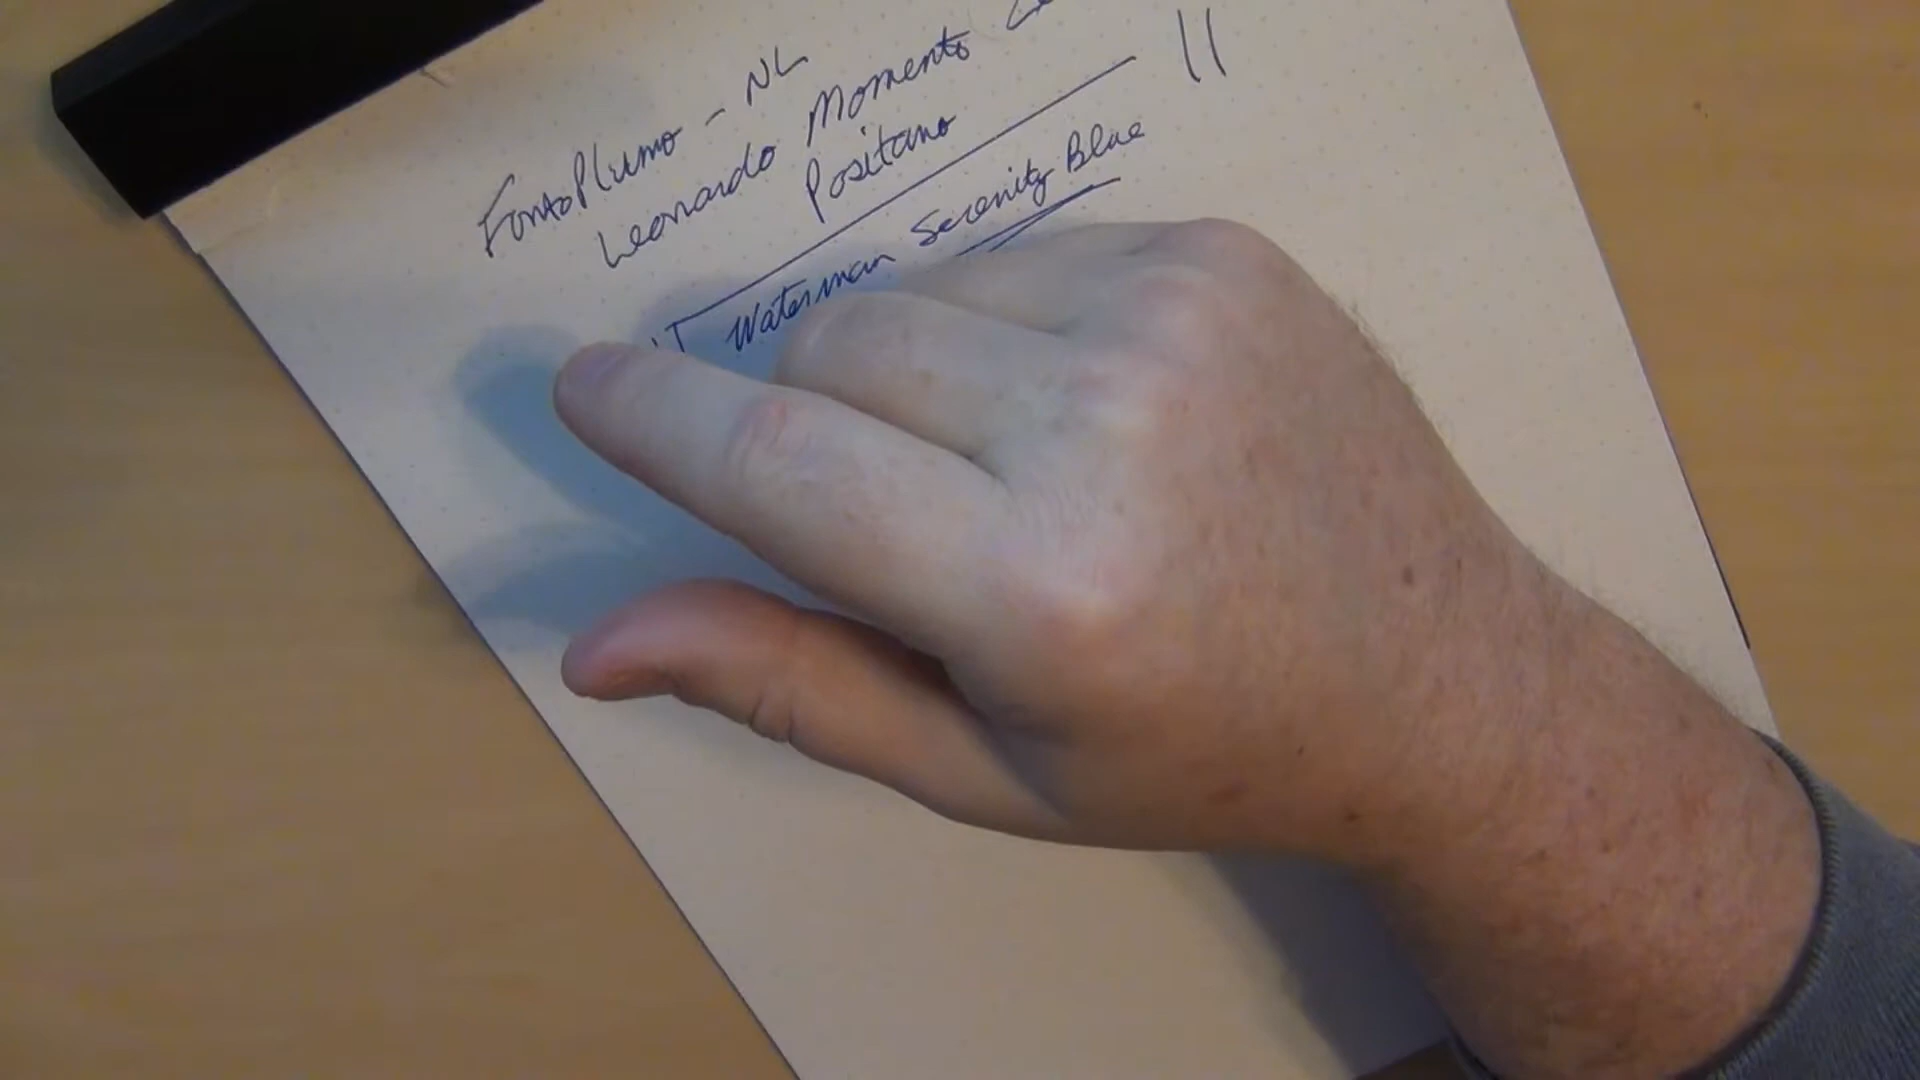 FontoPlumo - NL
Leonardo Momento
Positano
Waterman Serenity Blue